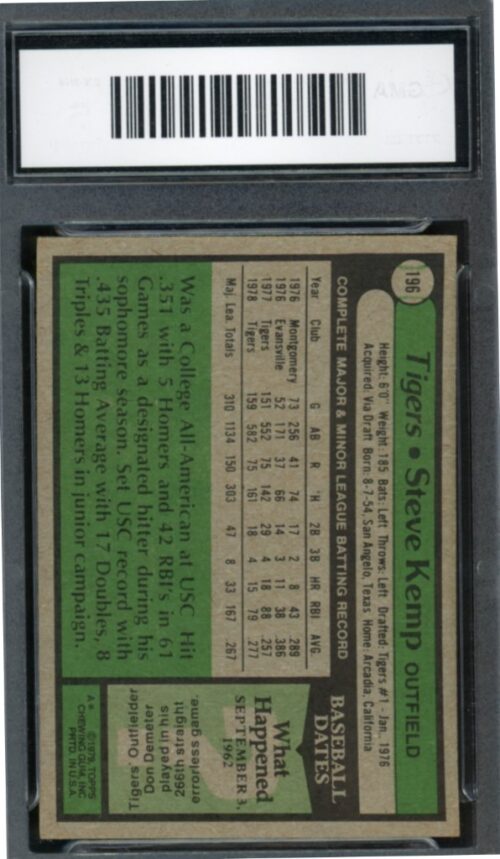 196
Tigers • Steve Kemp OUTFIELD
Height: 6'0" Weight: 185 Bats: Left Throws: Left Drafted: Tigers #1 - Jan. 1976
Acquired: Via Draft Born: 8-7-54, San Angelo, Texas Home: Arcadia, California
COMPLETE MAJOR & MINOR LEAGUE BATTING RECORD
Year Club G AB R H 2B 3B HR RBI AVG.
1976 Montgomery 73 256 41 74 17 2 8 43 .289
1976 Evansville 52 171 37 66 14 3 11 38 .386
1977 Tigers 151 552 75 142 29 4 18 88 .257
1978 Tigers 159 582 75 161 18 4 15 79 .277
Maj. Lea. Totals 310 1134 150 303 47 8 33 167 .267
Was a College All-American at USC. Hit
.351 with 5 Homers and 42 RBI's in 61
Games as a designated hitter during his
sophomore season. Set USC record with
.435 Batting Average with 17 Doubles, 8
Triples & 13 Homers in junior campaign.
BASEBALL
DATES
What
Happened
SEPTEMBER 3,
1962
Tigers Outfielder
Don Demeter
played in his
266th straight
errorless game.
A* © 1979 TOPPS
CHEWING GUM, INC.
PRTD. IN U.S.A.